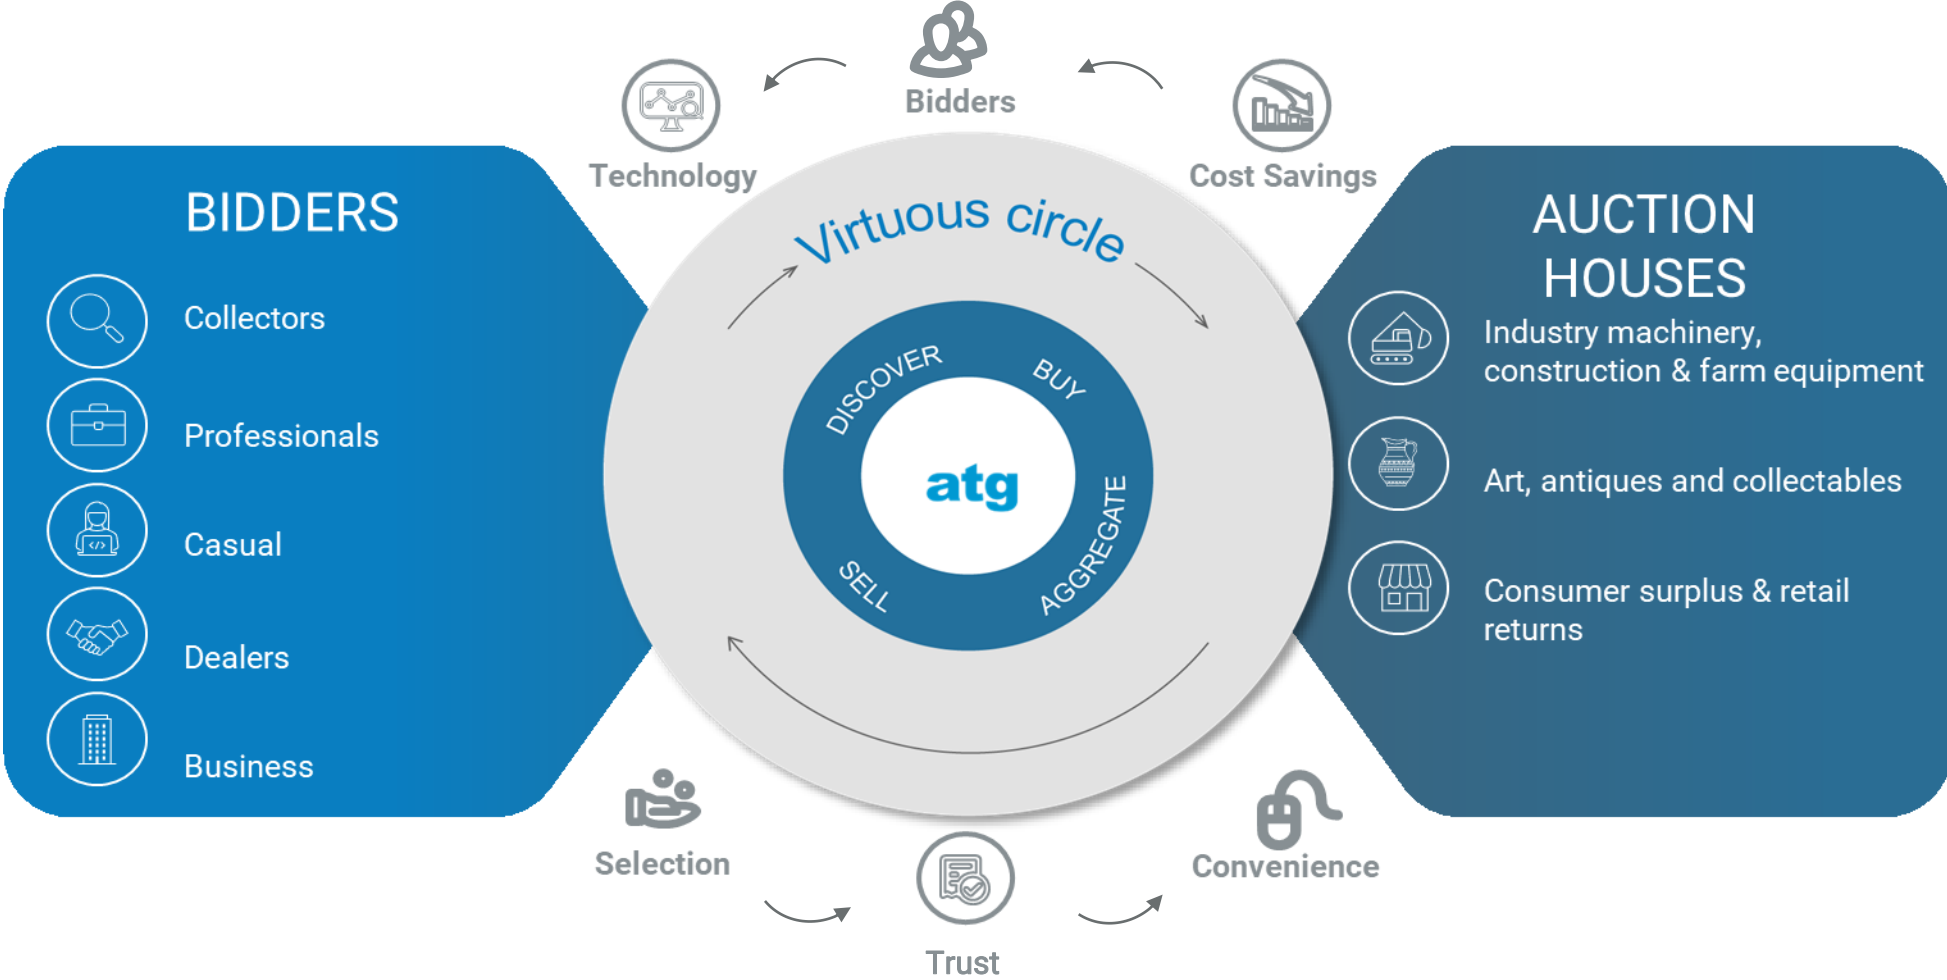 Bidders
Technology
Cost Savings
BIDDERS
Collectors
Professionals
Casual
Dealers
Business
Virtuous circle
DISCOVER
BUY
atg
AGGREGATE
SELL
AUCTION
HOUSES
Industry machinery,
construction & farm equipment
Art, antiques and collectables
Consumer surplus & retail
returns
Selection
Convenience
Trust